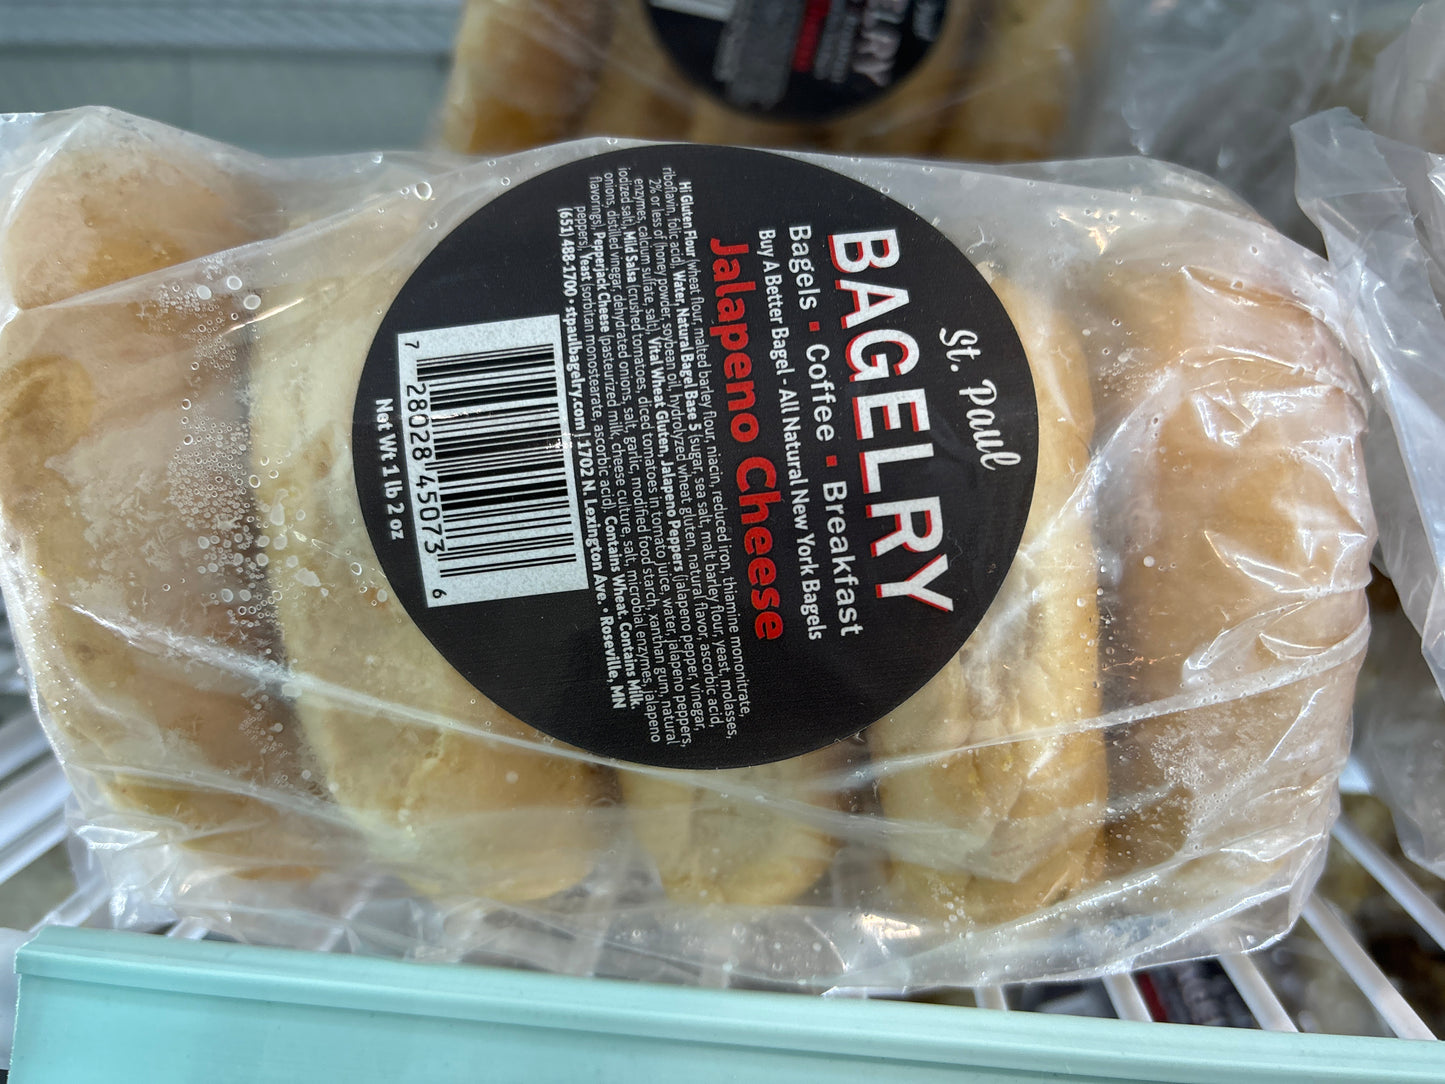 St. Paul
BAGELRY
Bagels ▪ Coffee ▪ Breakfast
Buy A Better Bagel - All Natural New York Bagels
Jalapeno Cheese
Hi Gluten Flour (wheat flour, malted barley flour, niacin, reduced iron, thiamine monoitrate,
riboflavin, folic acid), Water, Natural Bagel Base 5 (sugar, sea salt, malt barley flour, yeast, molasses,
2% or less of (honey powder, soybean oil, hydrolyzed wheat gluten, natural flavor, ascorbic acid,
enzymes, calcium sulfate, salt), Vital Wheat Gluten, Jalapeno Peppers (jalapeno pepper, vinegar,
iodized salt), Mild Salsa (crushed tomatoes, diced tomatoes in tomato juice, water, jalapeno peppers,
onions, distilled vinegar, dehydrated onions, salt, garlic, modified food starch, xanthan gum, natural
flavorings), Pepperjack Cheese (pasteurized milk, cheese culture, salt, microbial enzymes, jalapeno
peppers), Yeast (sorbitan monostearate, ascorbic acid). Contains Wheat. Contains Milk.
(651) 488-1700 • stpaulbagelry.com | 1702 N. Lexington Ave. • Roseville, MN
7 28028 45073 6
Net Wt 1 lb 2 oz
ELRY